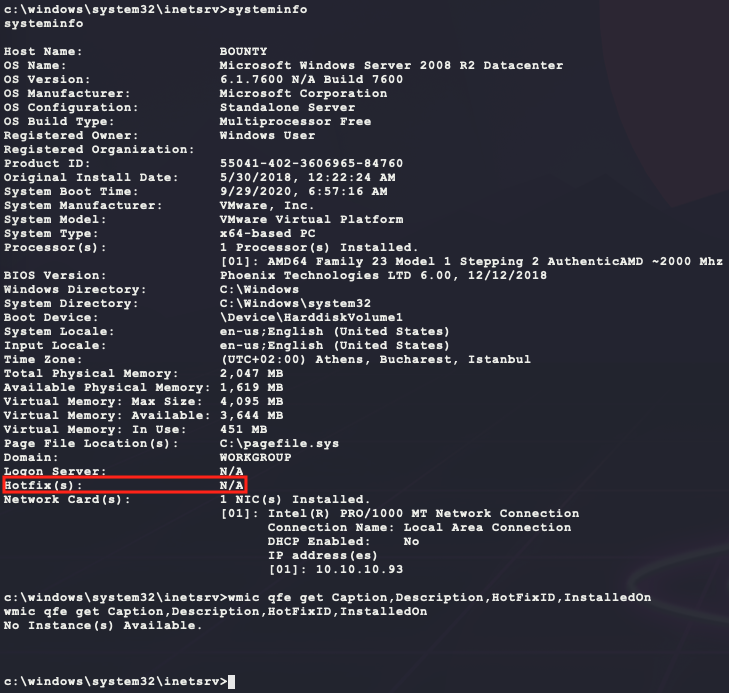 c:\windows\system32\inetsrv>systeminfo
systeminfo
Host Name: BOUNTY
OS Name: Microsoft Windows Server 2008 R2 Datacenter
OS Version: 6.1.7600 N/A Build 7600
OS Manufacturer: Microsoft Corporation
OS Configuration: Standalone Server
OS Build Type: Multiprocessor Free
Registered Owner: Windows User
Registered Organization:
Product ID: 55041-402-3606965-84760
Original Install Date: 5/30/2018, 12:22:24 AM
System Boot Time: 9/29/2020, 6:57:16 AM
System Manufacturer: VMware, Inc.
System Model: VMware Virtual Platform
System Type: x64-based PC
Processor(s): 1 Processor(s) Installed.
[01]: AMD64 Family 23 Model 1 Stepping 2 AuthenticAMD ~2000 Mhz
BIOS Version: Phoenix Technologies LTD 6.00, 12/12/2018
Windows Directory: C:\Windows
System Directory: C:\Windows\system32
Boot Device: \Device\HarddiskVolume1
System Locale: en-us;English (United States)
Input Locale: en-us;English (United States)
Time Zone: (UTC+02:00) Athens, Bucharest, Istanbul
Total Physical Memory: 2,047 MB
Available Physical Memory: 1,619 MB
Virtual Memory: Max Size: 4,095 MB
Virtual Memory: Available: 3,644 MB
Virtual Memory: In Use: 451 MB
Page File Location(s): C:\pagefile.sys
Domain: WORKGROUP
Logon Server: N/A
Hotfix(s): N/A
Network Card(s): 1 NIC(s) Installed.
[01]: Intel(R) PRO/1000 MT Network Connection
Connection Name: Local Area Connection
DHCP Enabled: No
IP address(es)
[01]: 10.10.10.93
c:\windows\system32\inetsrv>wmic qfe get Caption,Description,HotFixID,InstalledOn
wmic qfe get Caption,Description,HotFixID,InstalledOn
No Instance(s) Available.
c:\windows\system32\inetsrv>